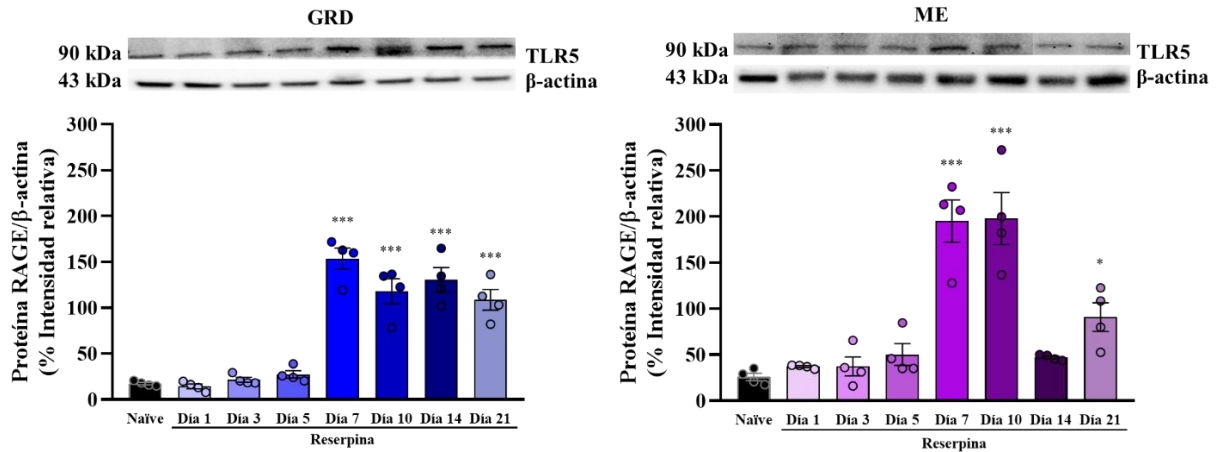 GRD
90 kDa
TLR5
43 kDa
β-actina
Proteína RAGE/β-actina
(% Intensidad relativa)
300
250
200
150
100
50
0
***
***
***
***
Naïve
Día 1
Día 3
Día 5
Día 7
Día 10
Día 14
Día 21
Reserpina
ME
90 kDa
TLR5
43 kDa
β-actina
Proteína RAGE/β-actina
(% Intensidad relativa)
300
250
200
150
100
50
0
***
***
*
Naïve
Día 1
Día 3
Día 5
Día 7
Día 10
Día 14
Día 21
Reserpina